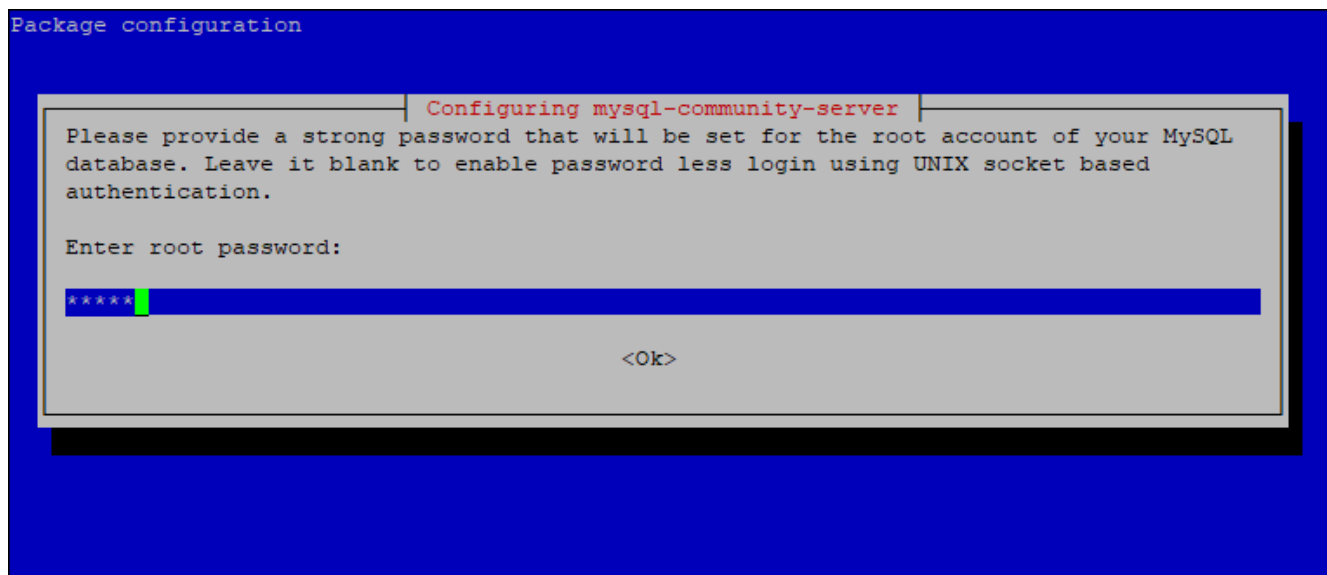 Package configuration
Configuring mysql-community-server
Please provide a strong password that will be set for the root account of your MySQL
database. Leave it blank to enable password less login using UNIX socket based
authentication.
Enter root password:
*****
<Ok>